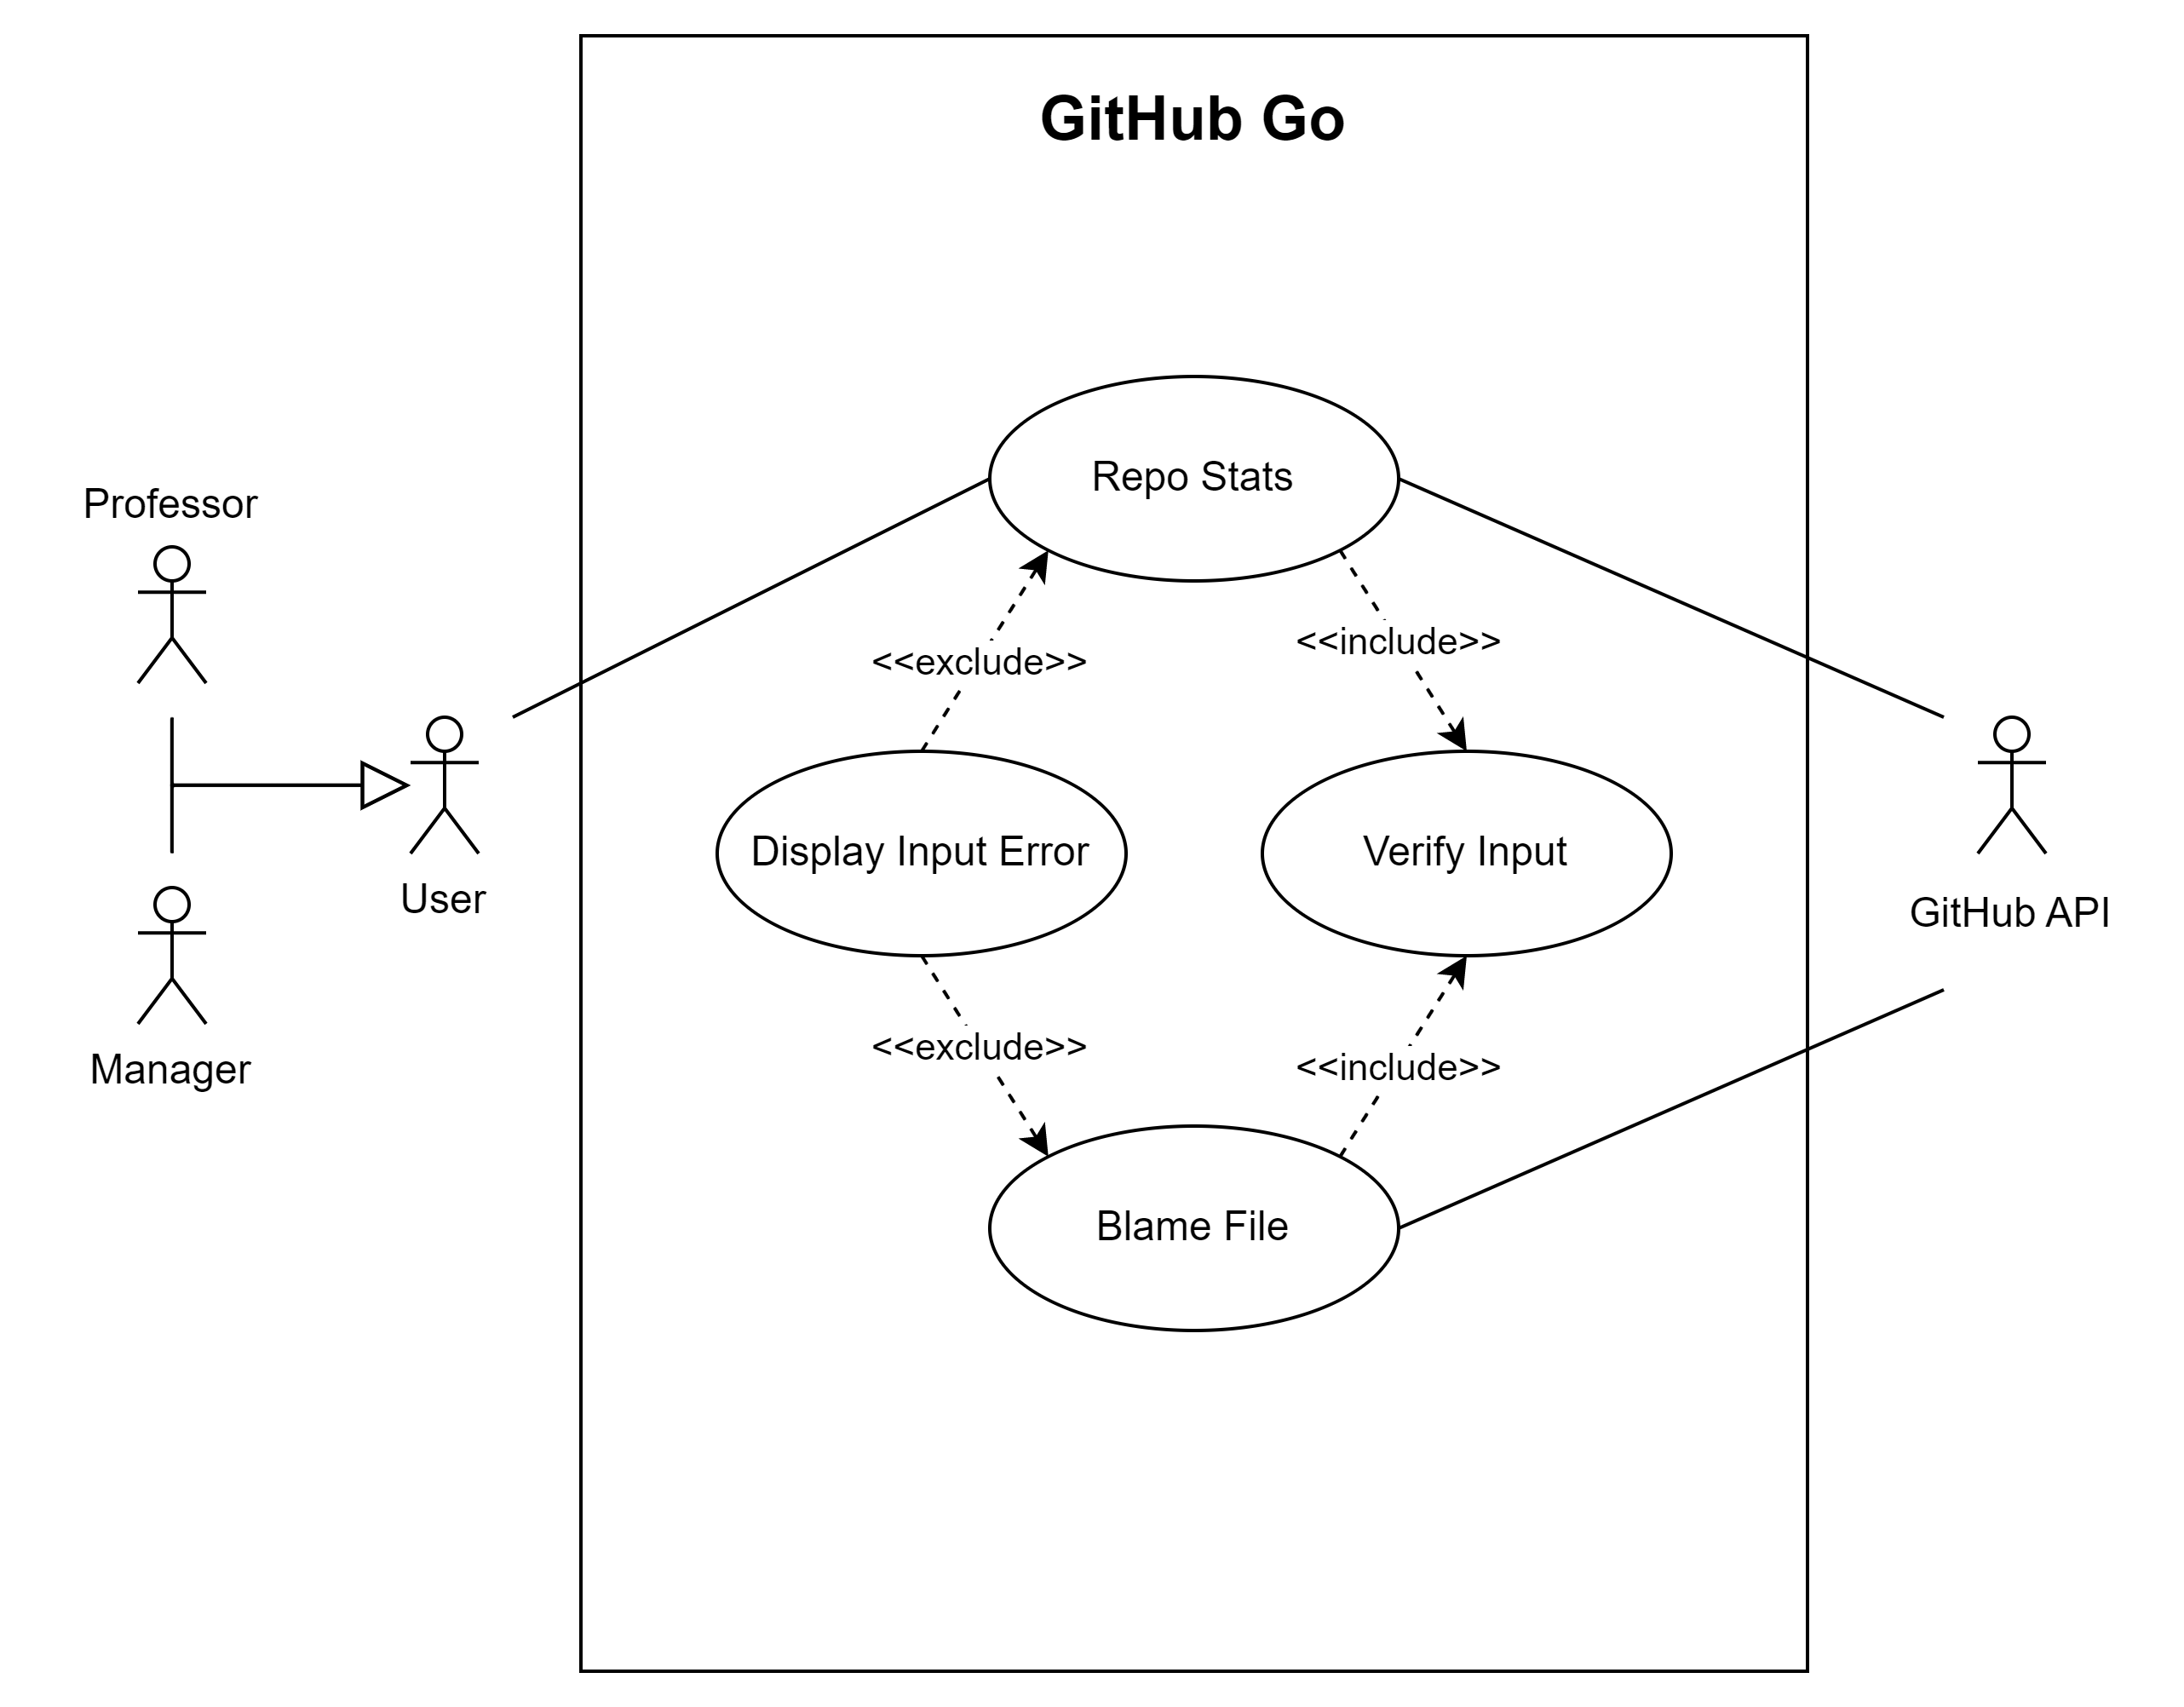 GitHub Go
Repo Stats
Professor
<<exclude>>
<<include>>
Display Input Error
Verify Input
User
GitHub API
<<exclude>>
<<include>>
Manager
Blame File